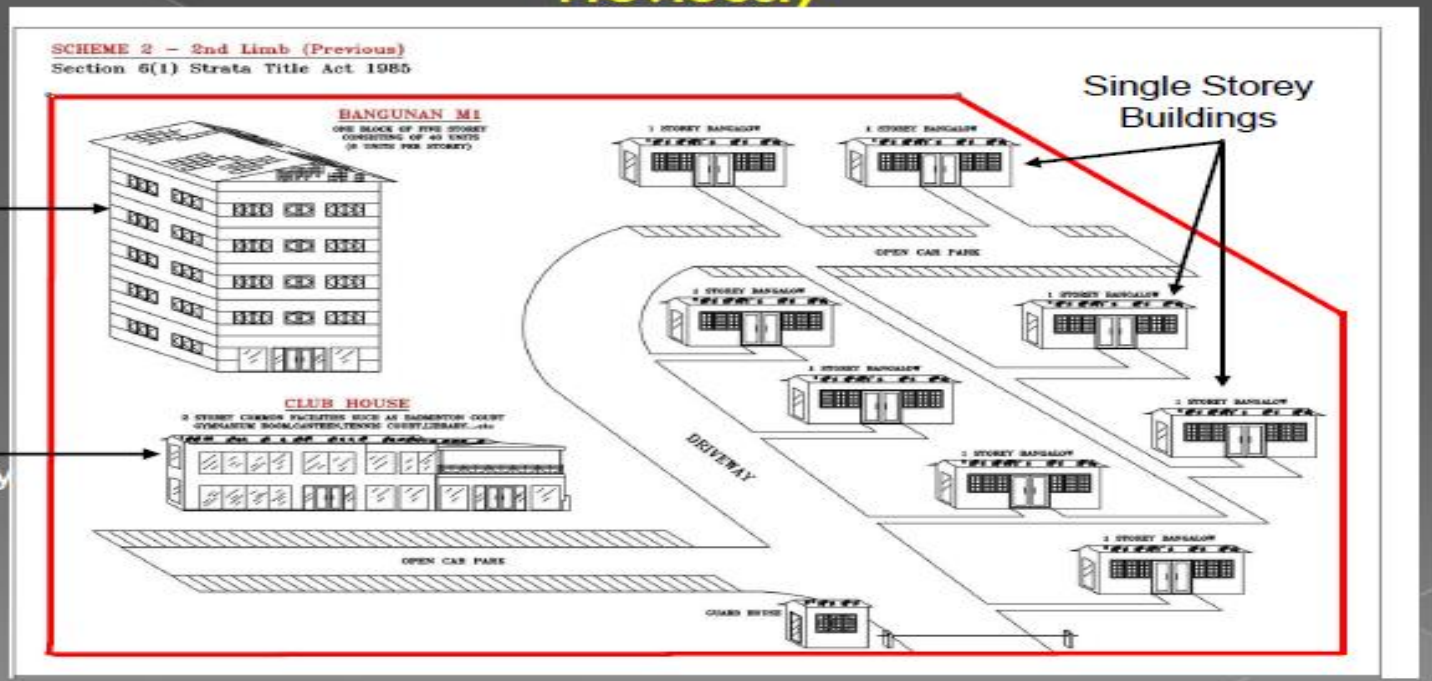 SCHEME 2 - 2nd Limb (Previous)
Section 6(1) Strata Title Act 1985
Single Storey
Buildings
BANGUNAN M1
ONE BLOCK OF FIVE STOREY
CONSISTING OF 40 UNITS
(8 UNITS PER STOREY)
1 STOREY BANGALOW
1 STOREY BANGALOW
OPEN CAR PARK
1 STOREY BANGALOW
1 STOREY BANGALOW
1 STOREY BANGALOW
1 STOREY BANGALOW
CLUB HOUSE
2 STOREY COMMON FACILITIES SUCH AS BADMINTON COURT
GYMNASIUM ROOM,CANTEEN,TENNIS COURT,LIBRARY...etc
DRIVEWAY
1 STOREY BANGALOW
y
1 STOREY BANGALOW
OPEN CAR PARK
GUARD HOUSE